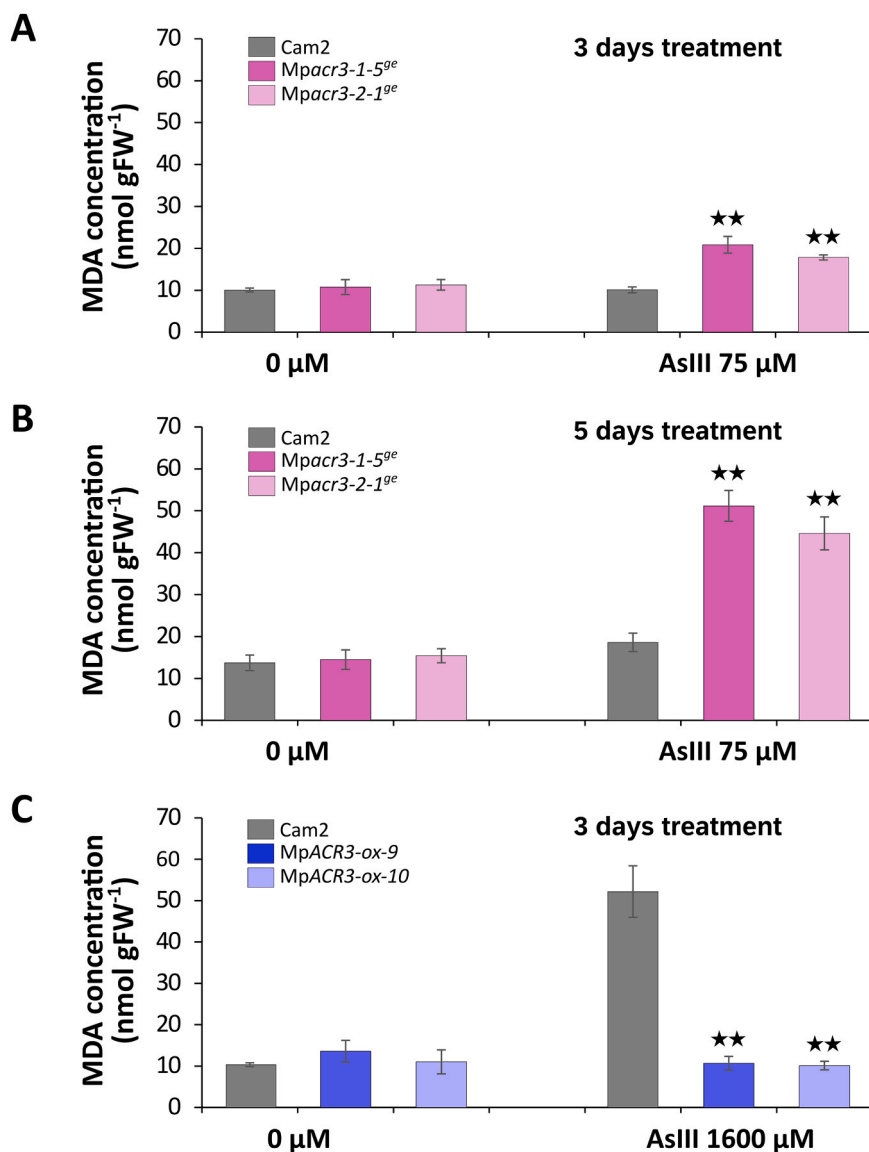 A
70
60
50
40
30
20
10
0
MDA concentration
(nmol gFW⁻¹)
Cam2
Mpacr3-1-5ᵍᵉ
Mpacr3-2-1ᵍᵉ
3 days treatment
★★
★★
0 µM
AsIII 75 µM
B
70
60
50
40
30
20
10
0
MDA concentration
(nmol gFW⁻¹)
Cam2
Mpacr3-1-5ᵍᵉ
Mpacr3-2-1ᵍᵉ
5 days treatment
★★
★★
0 µM
AsIII 75 µM
C
70
60
50
40
30
20
10
0
MDA concentration
(nmol gFW⁻¹)
Cam2
MpACR3-ox-9
MpACR3-ox-10
3 days treatment
★★
★★
0 µM
AsIII 1600 µM